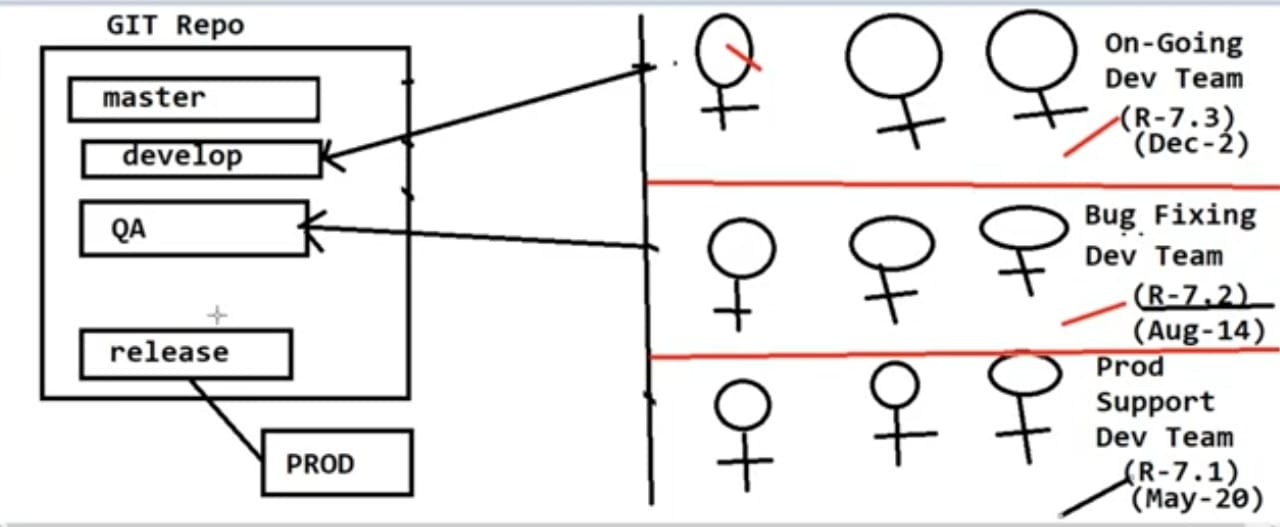 GIT Repo
master
develop
QA
release
PROD
On-Going
Dev Team
(R-7.3)
(Dec-2)
Bug Fixing
Dev Team
(R-7.2)
(Aug-14)
Prod
Support
Dev Team
(R-7.1)
(May-20)